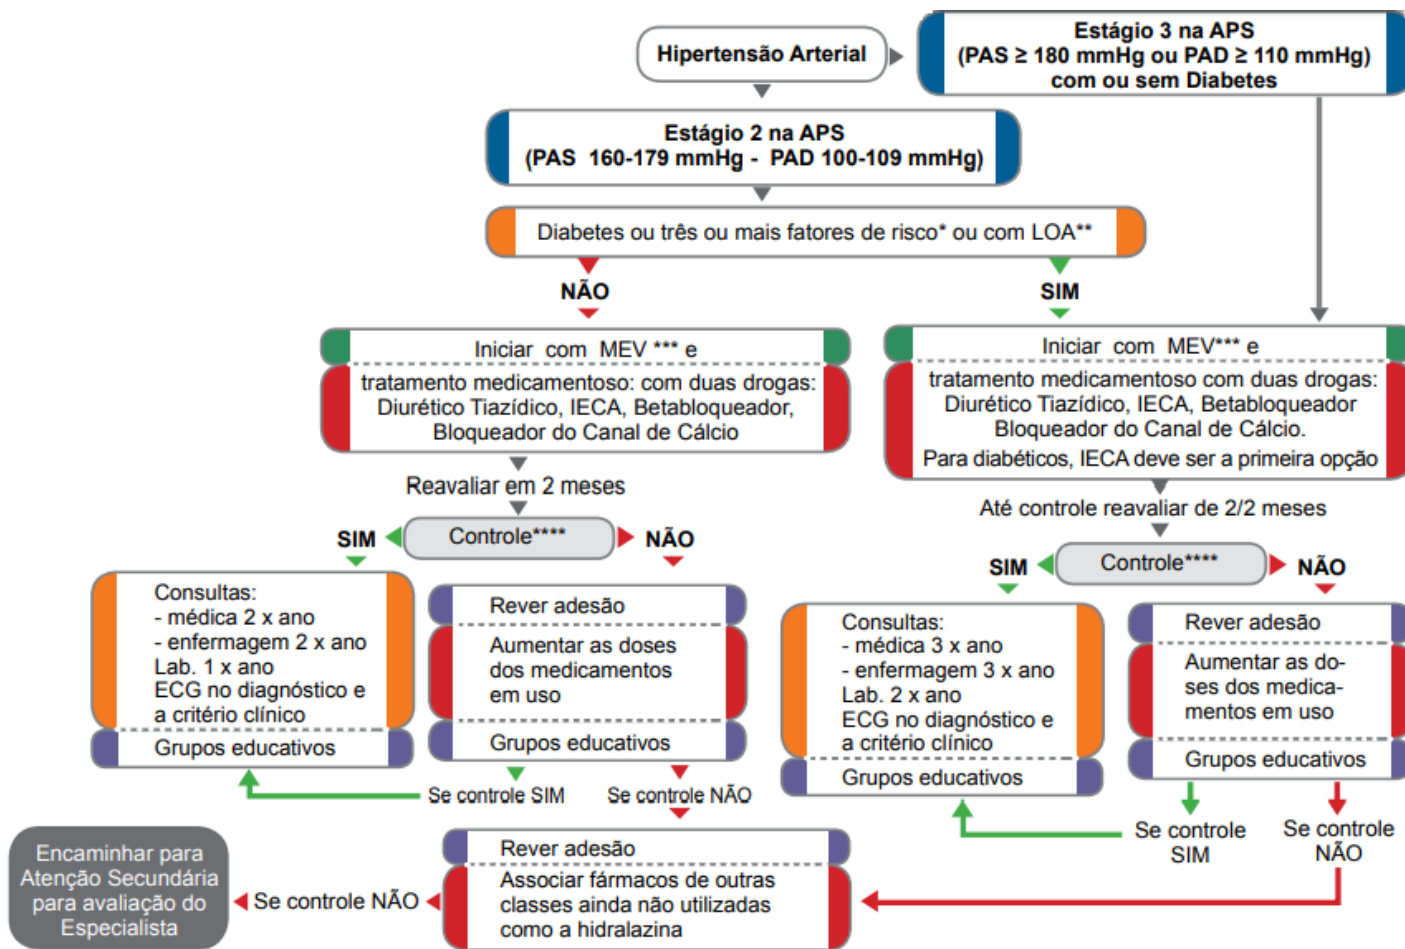 Hipertensão Arterial
Estágio 3 na APS
(PAS ≥ 180 mmHg ou PAD ≥ 110 mmHg)
com ou sem Diabetes
Estágio 2 na APS
(PAS 160-179 mmHg - PAD 100-109 mmHg)
Diabetes ou três ou mais fatores de risco* ou com LOA**
NÃO
SIM
Iniciar com MEV *** e
tratamento medicamentoso: com duas drogas:
Diurético Tiazídico, IECA, Betabloqueador,
Bloqueador do Canal de Cálcio
Reavaliar em 2 meses
Controle****
SIM
NÃO
Consultas:
- médica 2 x ano
- enfermagem 2 x ano
Lab. 1 x ano
ECG no diagnóstico e
a critério clínico
Grupos educativos
Rever adesão
Aumentar as doses
dos medicamentos
em uso
Grupos educativos
Se controle SIM
Se controle NÃO
Iniciar com MEV*** e
tratamento medicamentoso com duas drogas:
Diurético Tiazídico, IECA, Betabloqueador
Bloqueador do Canal de Cálcio.
Para diabéticos, IECA deve ser a primeira opção
Até controle reavaliar de 2/2 meses
Controle****
SIM
NÃO
Consultas:
- médica 3 x ano
- enfermagem 3 x ano
Lab. 2 x ano
ECG no diagnóstico e
a critério clínico
Grupos educativos
Rever adesão
Aumentar as do-
ses dos medica-
mentos em uso
Grupos educativos
Se controle
SIM
Se controle
NÃO
Rever adesão
Associar fármacos de outras
classes ainda não utilizadas
como a hidralazina
Se controle NÃO
Encaminhar para
Atenção Secundária
para avaliação do
Especialista